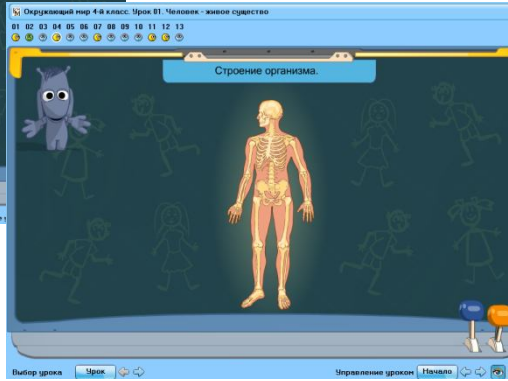 Окружающий мир 4-й класс. Урок 01. Человек - живое существо
01 02 03 04 05 06 07 08 09 10 11 12 13
Строение организма.
Выбор урока Урок Управление уроком Начало